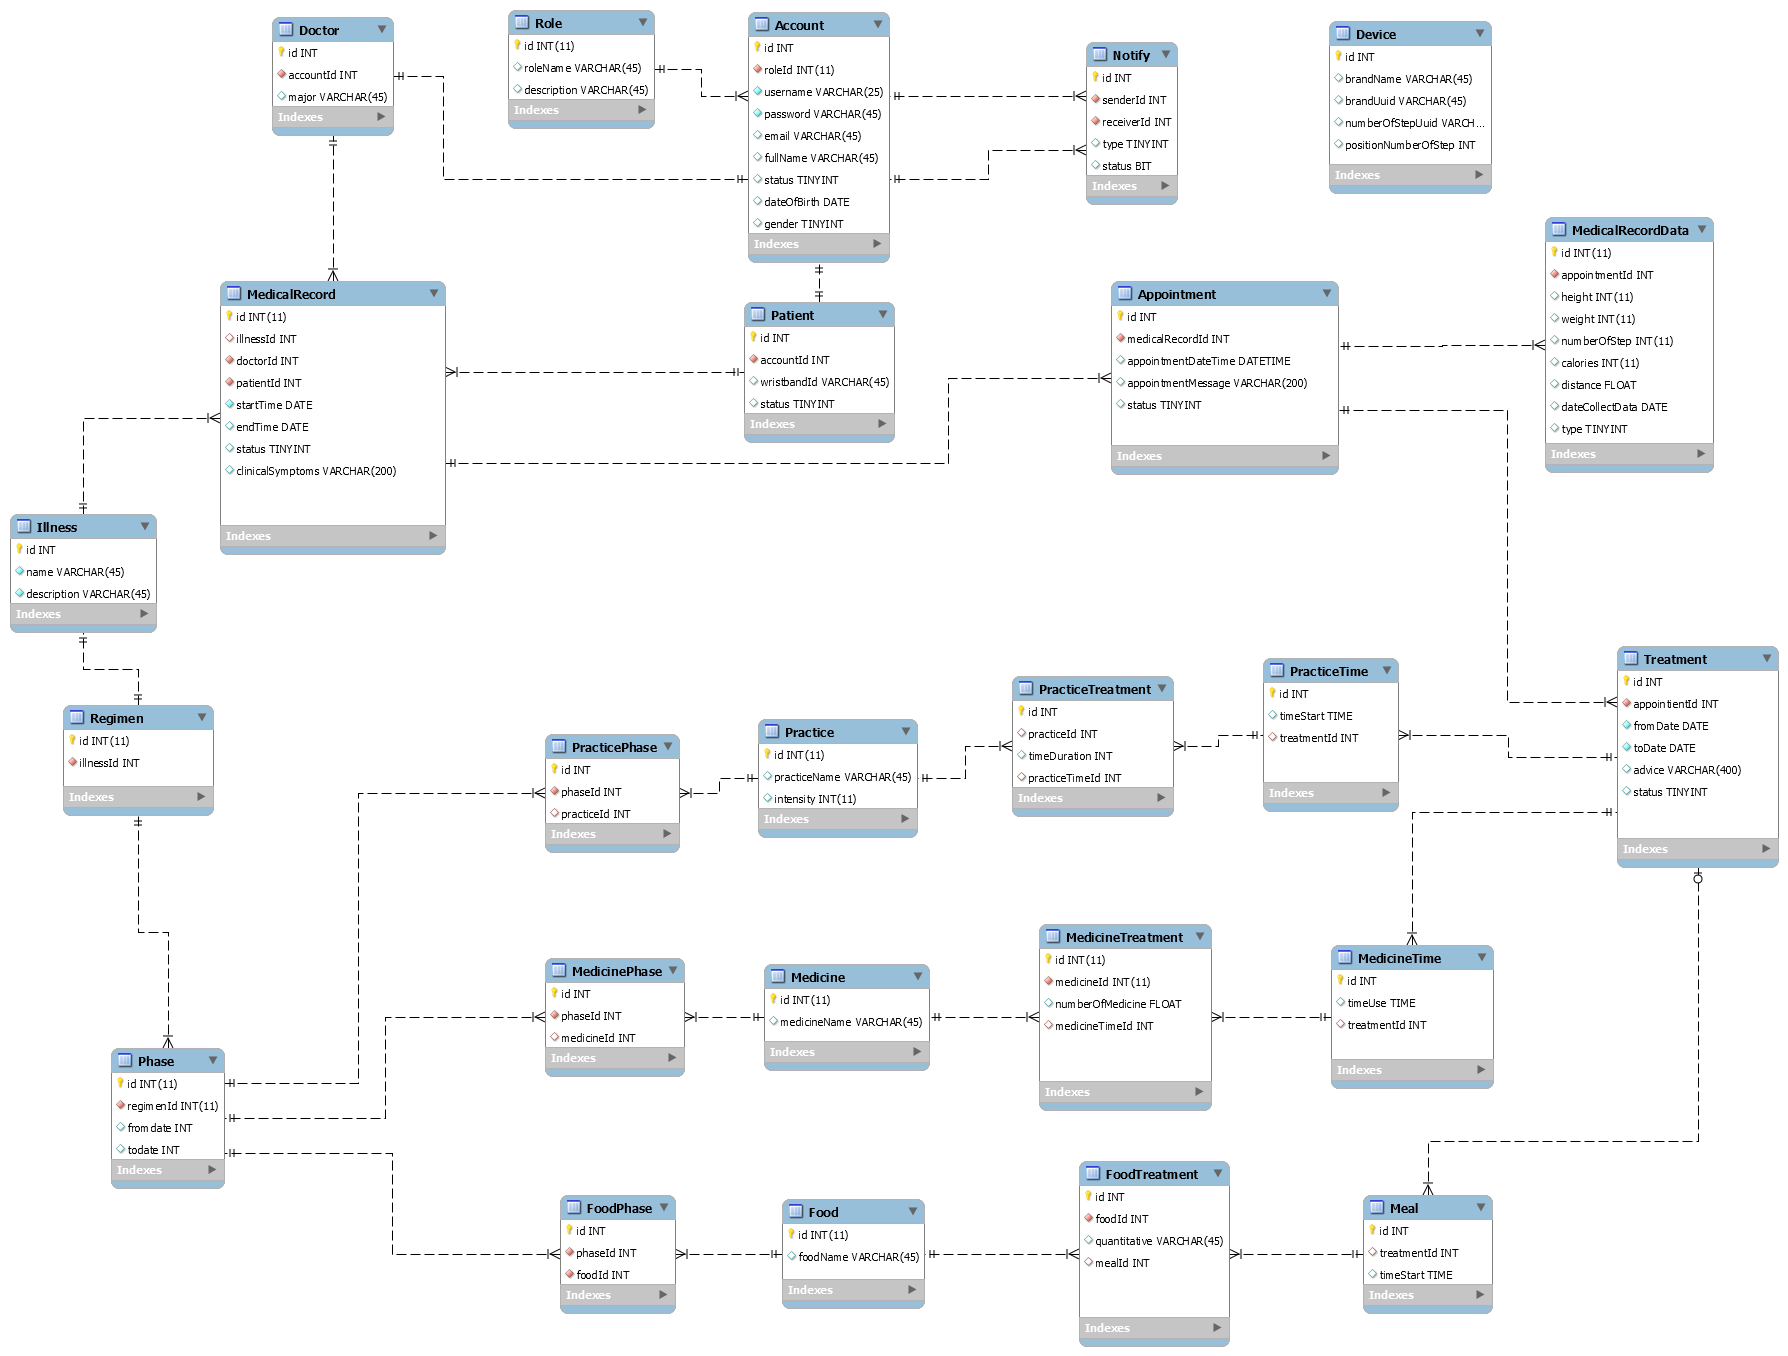 Doctor
id INT
accountId INT
major VARCHAR(45)
Indexes
Role
id INT(11)
roleName VARCHAR(45)
description VARCHAR(45)
Indexes
Account
id INT
roleId INT(11)
username VARCHAR(25)
password VARCHAR(45)
email VARCHAR(45)
fullName VARCHAR(45)
status TINYINT
dateOfBirth DATE
gender TINYINT
Indexes
Notify
id INT
senderId INT
receiverId INT
type TINYINT
status BIT
Indexes
Device
id INT
brandName VARCHAR(45)
brandUuid VARCHAR(45)
numberOfStepUuid VARCH...
positionNumberOfStep INT
Indexes
MedicalRecord
id INT(11)
illnessId INT
doctorId INT
patientId INT
startTime DATE
endTime DATE
status TINYINT
clinicalSymptoms VARCHAR(200)
Indexes
Patient
id INT
accountId INT
wristbandId VARCHAR(45)
status TINYINT
Indexes
Appointment
id INT
medicalRecordId INT
appointmentDateTime DATETIME
appointmentMessage VARCHAR(200)
status TINYINT
Indexes
MedicalRecordData
id INT(11)
appointmentId INT
height INT(11)
weight INT(11)
numberOfStep INT(11)
calories INT(11)
distance FLOAT
dateCollectData DATE
type TINYINT
Indexes
Illness
id INT
name VARCHAR(45)
description VARCHAR(45)
Indexes
Regimen
id INT(11)
illnessId INT
Indexes
PracticePhase
id INT
phaseId INT
practiceId INT
Indexes
Practice
id INT(11)
practiceName VARCHAR(45)
intensity INT(11)
Indexes
PracticeTreatment
id INT
practiceId INT
timeDuration INT
practiceTimeId INT
Indexes
PracticeTime
id INT
timeStart TIME
treatmentId INT
Indexes
Treatment
id INT
appointientId INT
fromDate DATE
toDate DATE
advice VARCHAR(400)
status TINYINT
Indexes
Phase
id INT(11)
regimenId INT(11)
fromdate INT
todate INT
Indexes
MedicinePhase
id INT
phaseId INT
medicineId INT
Indexes
Medicine
id INT(11)
medicineName VARCHAR(45)
Indexes
MedicineTreatment
id INT(11)
medicineId INT(11)
numberOfMedicine FLOAT
medicineTimeId INT
Indexes
MedicineTime
id INT
timeUse TIME
treatmentId INT
Indexes
FoodPhase
id INT
phaseId INT
foodId INT
Indexes
Food
id INT(11)
foodName VARCHAR(45)
Indexes
FoodTreatment
id INT
foodId INT
quantitative VARCHAR(45)
mealId INT
Indexes
Meal
id INT
treatmentId INT
timeStart TIME
Indexes